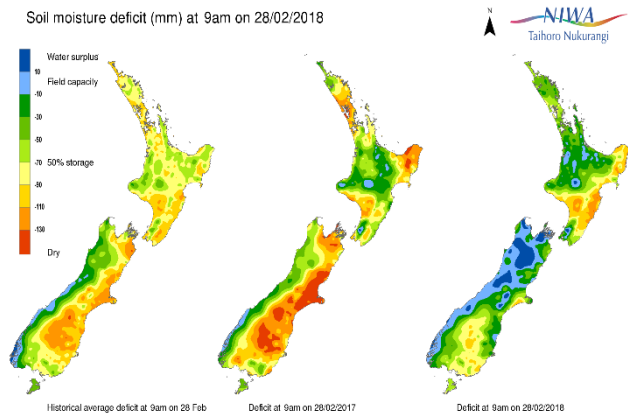 Soil moisture deficit (mm) at 9am on 28/02/2018
N
NIWA
Taihoro Nukurangi
Water surplus
10
Field capacity
-10
-30
-50
50% storage
-70
-90
-110
-130
Dry
Historical average deficit at 9am on 28 Feb
Deficit at 9am on 28/02/2017
Deficit at 9am on 28/02/2018